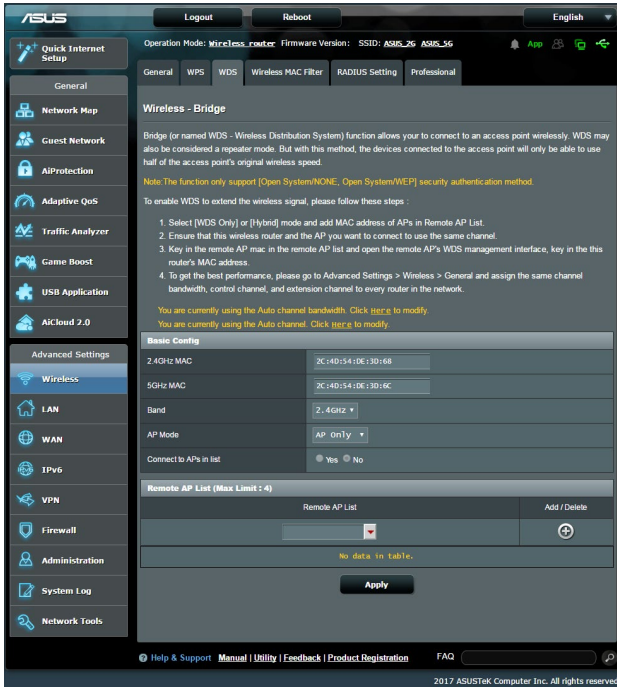 ASUS
Logout
Reboot
English
Quick Internet
Setup
Operation Mode: Wireless router Firmware Version: SSID: ASUS_2G ASUS_5G
App
General
WPS
WDS
Wireless MAC Filter
RADIUS Setting
Professional
General
Network Map
Guest Network
AiProtection
Adaptive QoS
Traffic Analyzer
Game Boost
USB Application
AiCloud 2.0
Advanced Settings
Wireless
LAN
WAN
IPv6
VPN
Firewall
Administration
System Log
Network Tools
Wireless - Bridge
Bridge (or named WDS - Wireless Distribution System) function allows your to connect to an access point wirelessly. WDS may
also be considered a repeater mode. But with this method, the devices connected to the access point will only be able to use
half of the access point's original wireless speed.
Note:The function only support [Open System/NONE, Open System/WEP] security authentication method.
To enable WDS to extend the wireless signal, please follow these steps :
1. Select [WDS Only] or [Hybrid] mode and add MAC address of APs in Remote AP List.
2. Ensure that this wireless router and the AP you want to connect to use the same channel.
3. Key in the remote AP mac in the remote AP list and open the remote AP's WDS management interface, key in the this
router's MAC address.
4. To get the best performance, please go to Advanced Settings > Wireless > General and assign the same channel
bandwidth, control channel, and extension channel to every router in the network.
You are currently using the Auto channel bandwidth. Click Here to modify.
You are currently using the Auto channel. Click Here to modify.
Basic Config
2.4GHz MAC 2C:4D:54:DE:3D:68
5GHz MAC 2C:4D:54:DE:3D:6C
Band 2.4GHz
AP Mode AP Only
Connect to APs in list Yes No
Remote AP List (Max Limit : 4)
Remote AP List Add / Delete
No data in table.
Apply
Help & Support Manual | Utility | Feedback | Product Registration FAQ
2017 ASUSTeK Computer Inc. All rights reserved